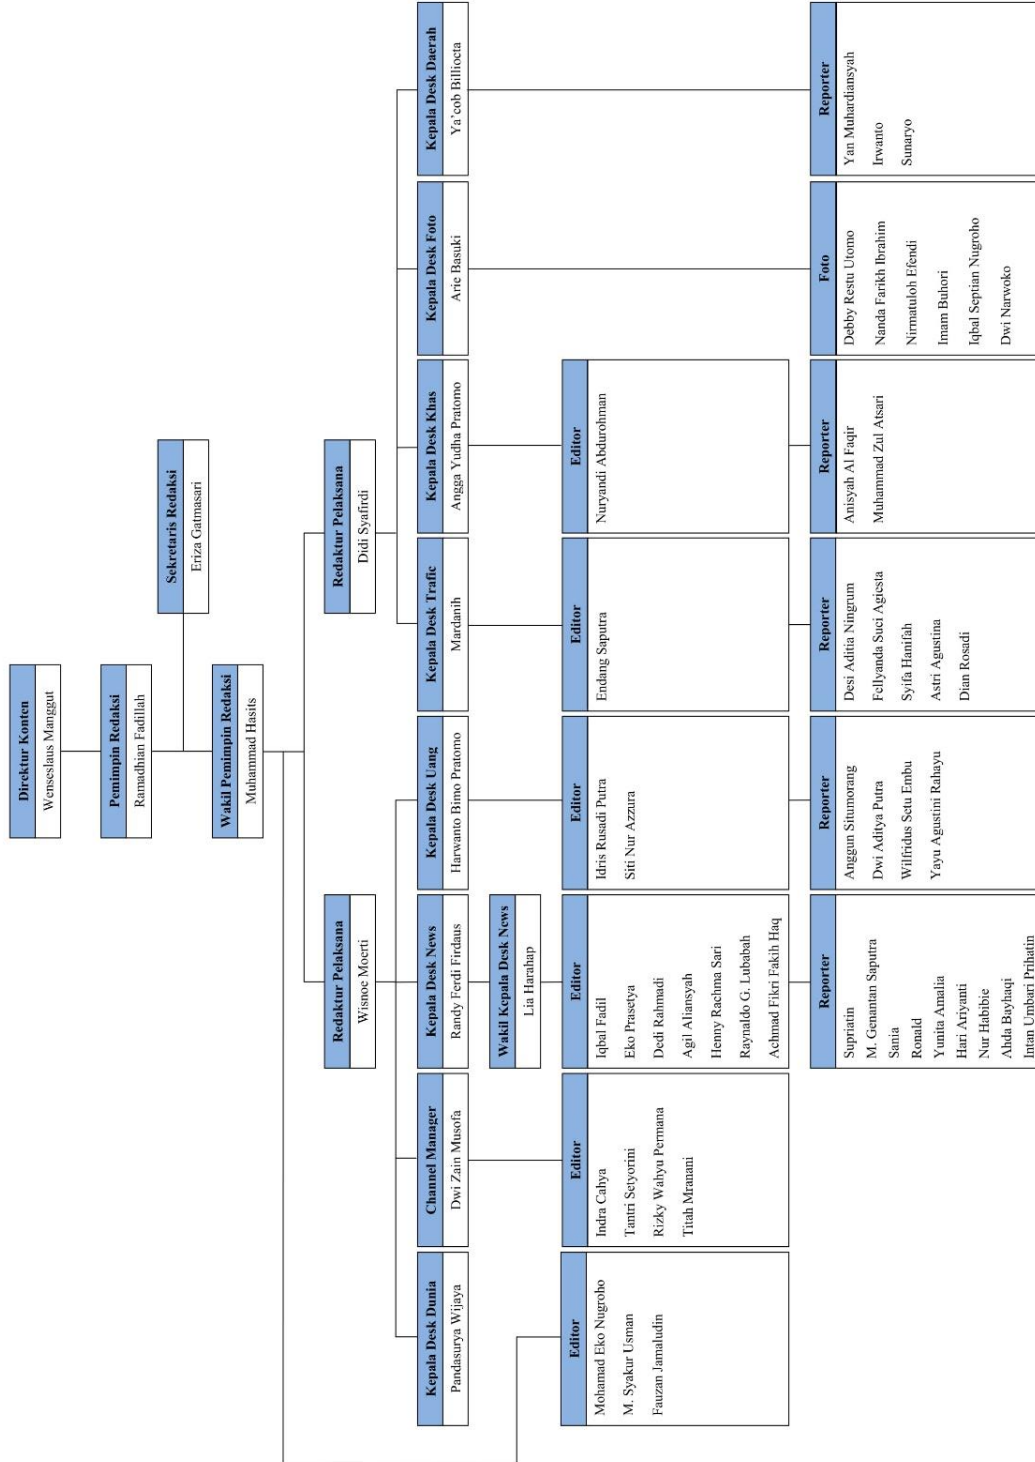 Direktur Konten
Wenseslaus Manggut
Pemimpin Redaksi
Ramadhian Fadillah
Sekretaris Redaksi
Eriza Gatmasari
Wakil Pemimpin Redaksi
Muhammad Hasits
Redaktur Pelaksana
Wisnoe Moerti
Redaktur Pelaksana
Didi Syafirdi
Kepala Desk Dunia
Pandasurya Wijaya
Channel Manager
Dwi Zain Musofa
Kepala Desk News
Randy Ferdi Firdaus
Kepala Desk Uang
Harwanto Bimo Pratomo
Kepala Desk Trafic
Mardanih
Kepala Desk Khas
Angga Yudha Pratomo
Kepala Desk Foto
Arie Basuki
Kepala Desk Daerah
Ya'cob Billiocta
Wakil Kepala Desk News
Lia Harahap
Editor
Mohamad Eko Nugroho
M. Syakur Usman
Fauzan Jamaludin
Editor
Indra Cahya
Tantri Setyorini
Rizky Wahyu Permana
Titah Mranani
Editor
Iqbal Fadil
Eko Prasetya
Dedi Rahmadi
Agil Aliansyah
Henny Rachma Sari
Raynaldo G. Lubabah
Achmad Fikri Fakih Haq
Editor
Idris Rusadi Putra
Siti Nur Azzura
Editor
Endang Saputra
Editor
Nuryandi Abdurohman
Reporter
Supriatin
M. Genantan Saputra
Sania
Ronald
Yunita Amalia
Hari Ariyanti
Nur Habibie
Ahda Bayhaqi
Intan Umbari Prihatin
Reporter
Anggun Situmorang
Dwi Aditya Putra
Wilfridus Setu Embu
Yayu Agustini Rahayu
Reporter
Desi Aditia Ningrum
Fellyanda Suci Agiesta
Syifa Hanifah
Astri Agustina
Dian Rosadi
Reporter
Anisyah Al Faqir
Muhammad Zul Atsari
Foto
Debby Restu Utomo
Nanda Farikh Ibrahim
Nirmatuloh Efendi
Imam Buhori
Iqbal Septian Nugroho
Dwi Narwoko
Reporter
Yan Muhardiansyah
Irwanto
Sunaryo